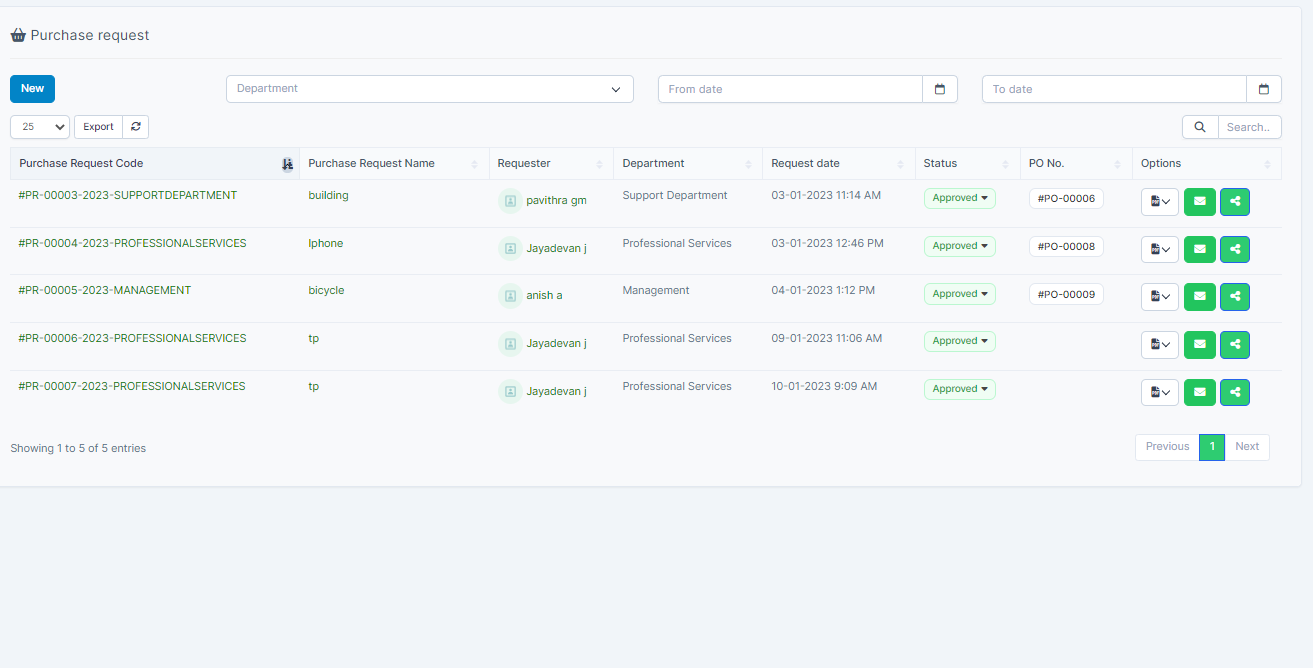 Purchase request
New Department From date To date
25 Export Search..
Purchase Request Code Purchase Request Name Requester Department Request date Status PO No. Options
#PR-00003-2023-SUPPORTDEPARTMENT building pavithra gm Support Department 03-01-2023 11:14 AM Approved #PO-00006
#PR-00004-2023-PROFESSIONALSERVICES Iphone Jayadevan j Professional Services 03-01-2023 12:46 PM Approved #PO-00008
#PR-00005-2023-MANAGEMENT bicycle anish a Management 04-01-2023 1:12 PM Approved #PO-00009
#PR-00006-2023-PROFESSIONALSERVICES tp Jayadevan j Professional Services 09-01-2023 11:06 AM Approved
#PR-00007-2023-PROFESSIONALSERVICES tp Jayadevan j Professional Services 10-01-2023 9:09 AM Approved
Showing 1 to 5 of 5 entries Previous 1 Next